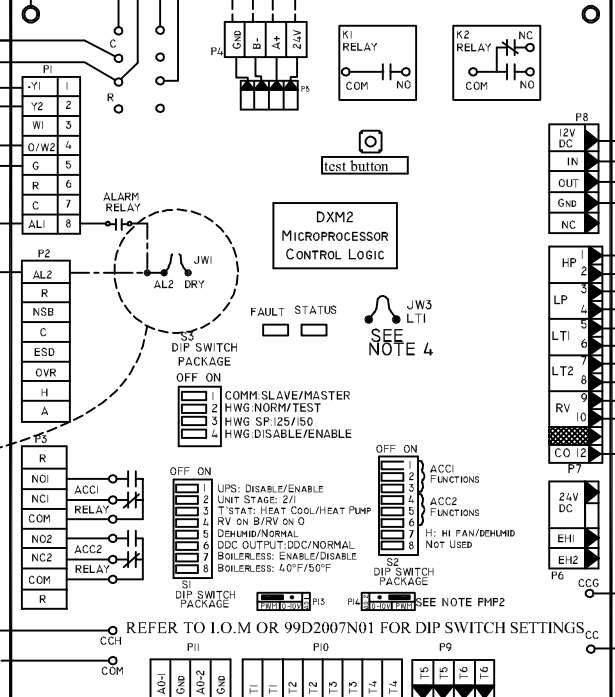 C
R
P4
GND
B-
A+
24V
P5
K1
RELAY
COM
NO
K2
RELAY
NC
COM
NO
P1
Y1 1
Y2 2
W1 3
O/W2 4
G 5
R 6
C 7
AL1 8
test button
P8
12V
DC
IN
OUT
GND
NC
ALARM
RELAY
DXM2
MICROPROCESSOR
CONTROL LOGIC
P2
AL2
R
NSB
C
ESD
OVR
H
A
JW1
AL2 DRY
FAULT STATUS
JW3
LT1
SEE
NOTE 4
HP 1
2
LP 3
4
LT1 5
6
LT2 7
8
RV 9
10
CO 12
P7
S3
DIP SWITCH
PACKAGE
OFF ON
1 COMM:SLAVE/MASTER
2 HWG:NORM/TEST
3 HWG SP:125/150
4 HWG:DISABLE/ENABLE
P3
R
NO1
NC1
COM
NO2
NC2
COM
R
ACC1
RELAY
ACC2
RELAY
OFF ON
1 UPS: DISABLE/ENABLE
2 UNIT STAGE: 2/1
3 T'STAT: HEAT COOL/HEAT PUMP
4 RV ON B/RV ON O
5 DEHUMID/NORMAL
6 DDC OUTPUT:DDC/NORMAL
7 BOILERLESS: ENABLE/DISABLE
8 BOILERLESS: 40°F/50°F
S1
DIP SWITCH
PACKAGE
OFF ON
1
2
3
4
5
6
7
8
ACC1
FUNCTIONS
ACC2
FUNCTIONS
H: HI FAN/DEHUMID
NOT USED
S2
DIP SWITCH
PACKAGE
24V
DC
EH1
EH2
P6
CCG
PWM 0-10V
P13
P14
0-10V PWM
SEE NOTE PMP2
CCH
REFER TO I.O.M OR 99D2007N01 FOR DIP SWITCH SETTINGS
CC
COM
P11
A0-1
GND
A0-2
GND
P10
T1
T1
T2
T2
T3
T3
T4
T4
P9
T5
T5
T6
T6